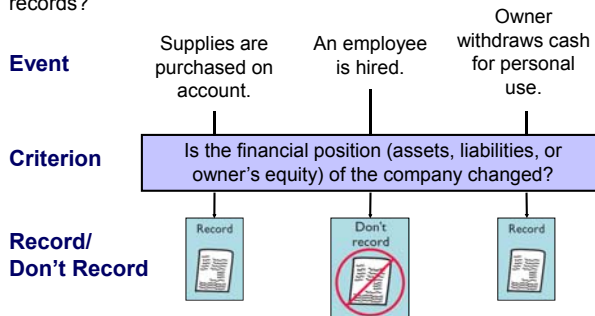 records?
Event
Supplies are
purchased on
account.
An employee
is hired.
Owner
withdraws cash
for personal
use.
Criterion
Is the financial position (assets, liabilities, or
owner's equity) of the company changed?
Record/
Don't Record
Record
Don't
record
Record